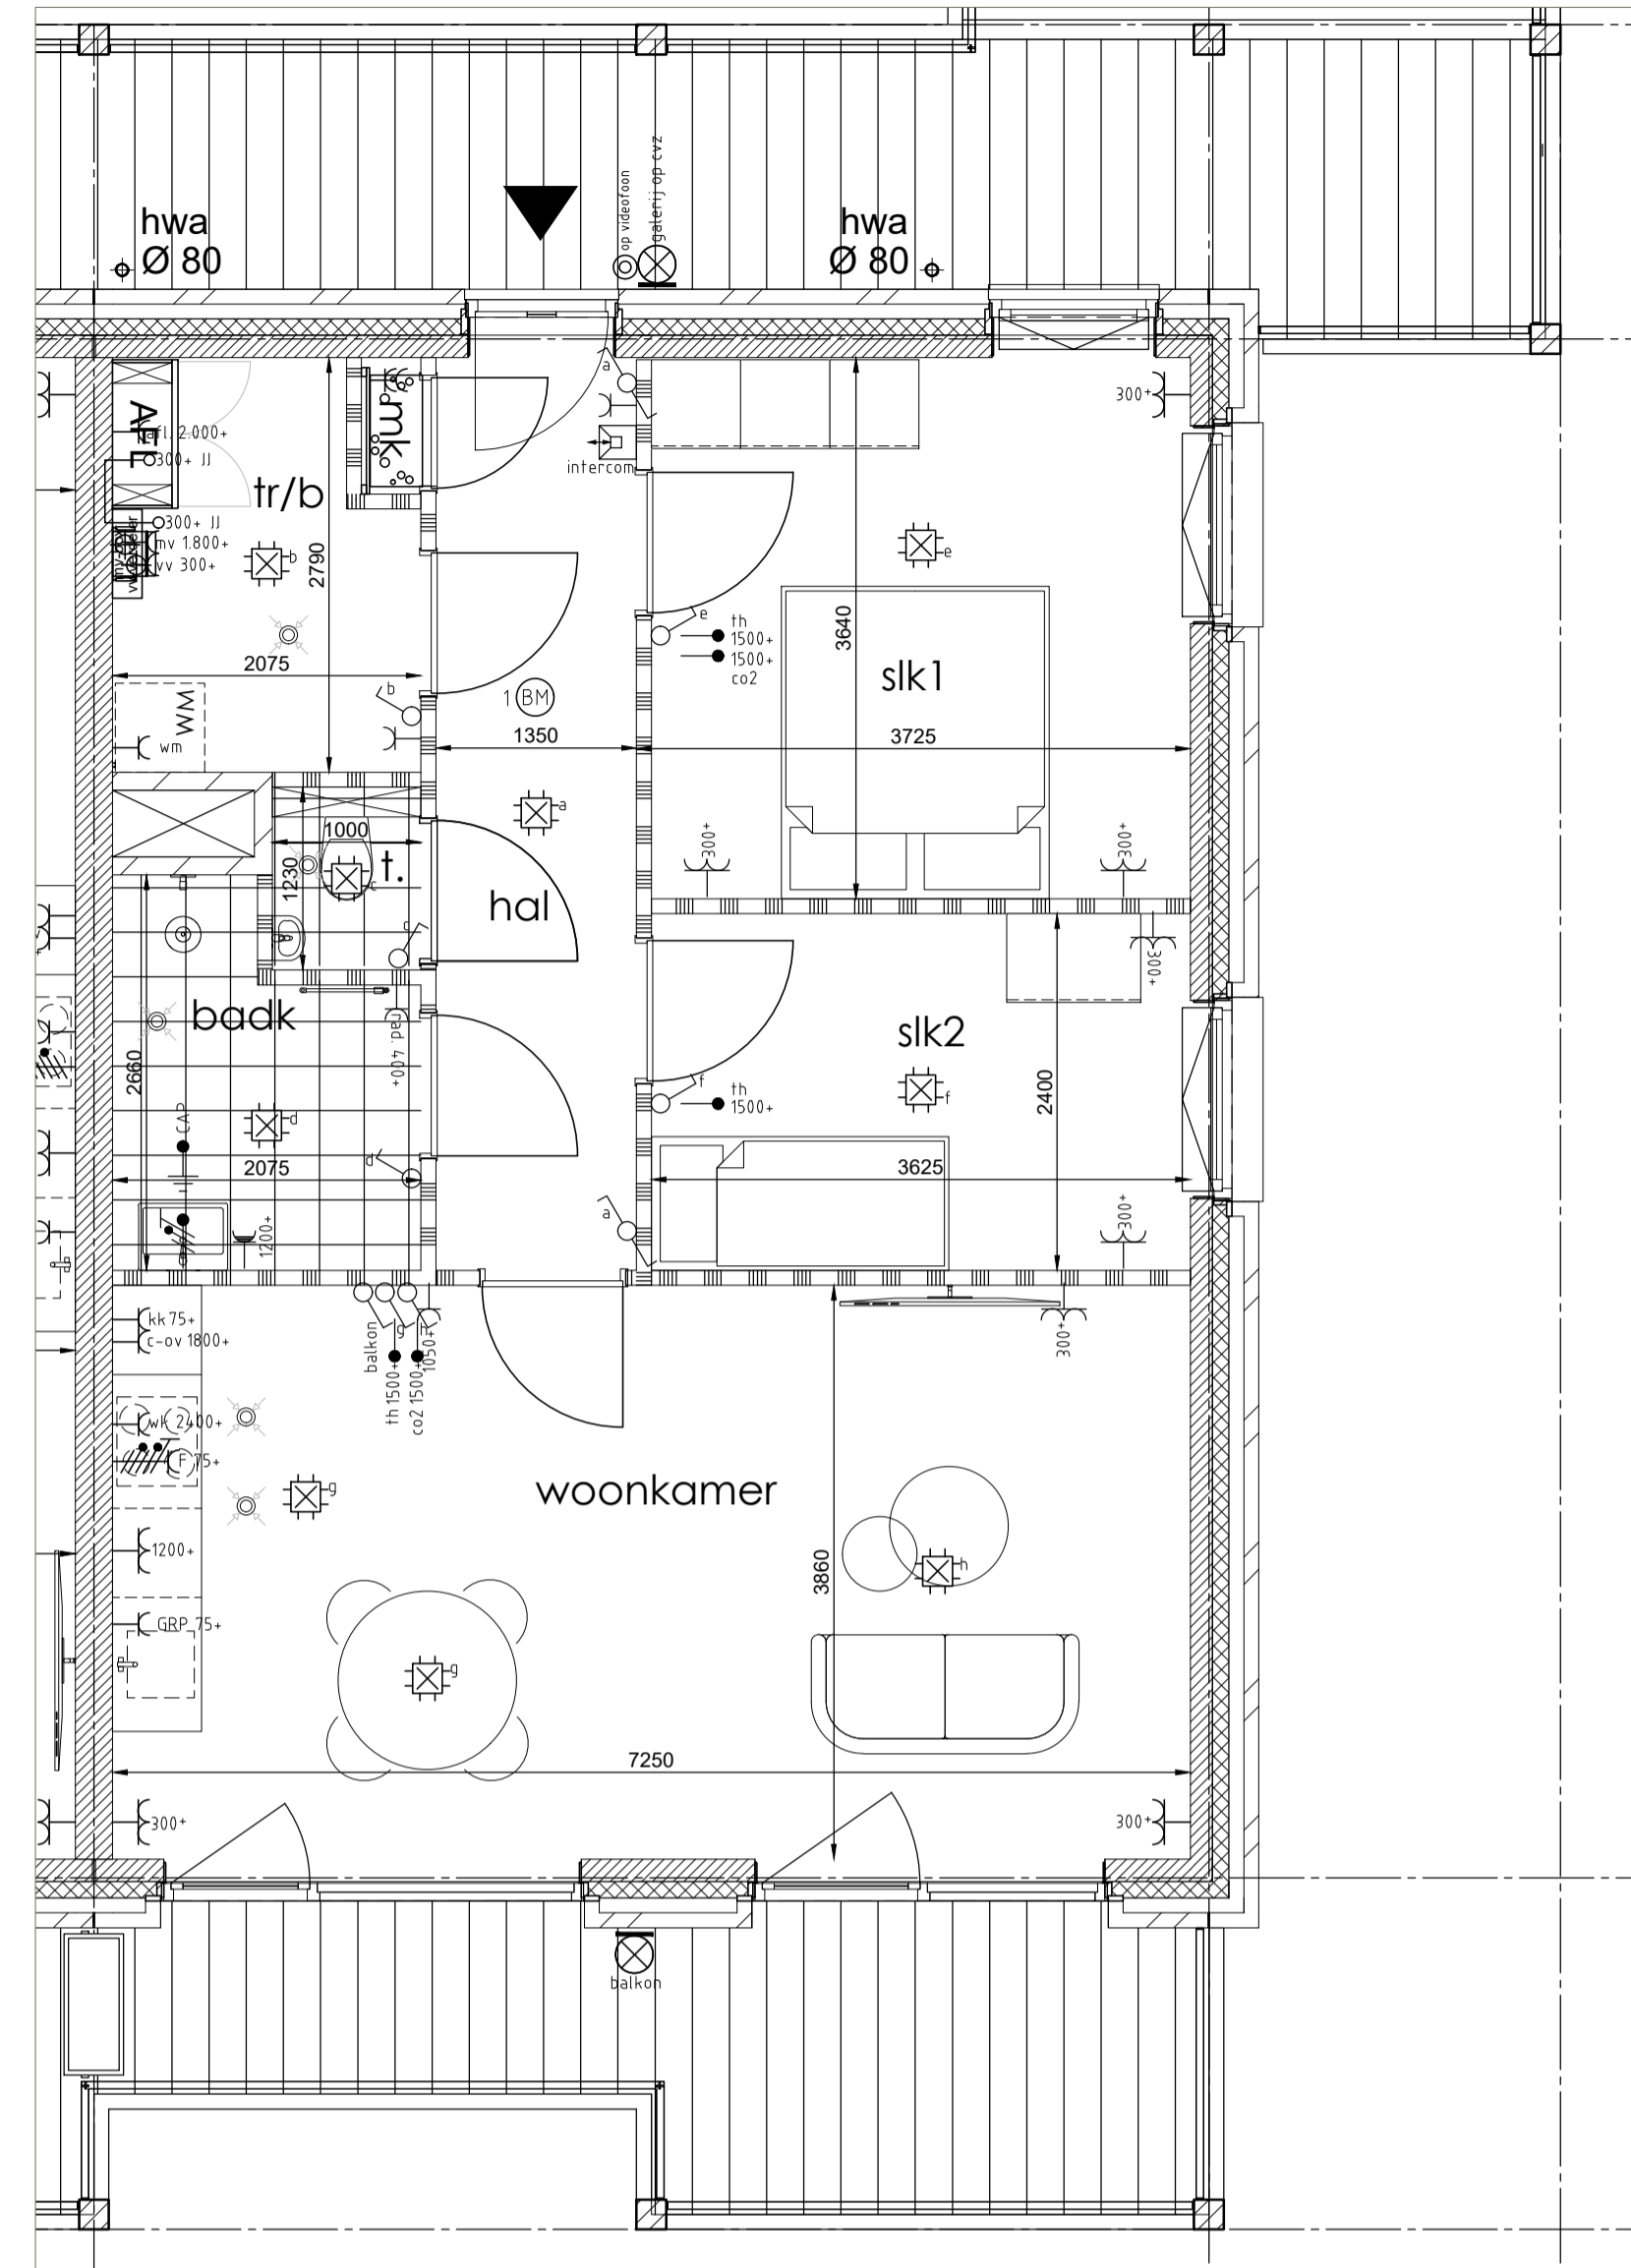 op videofoon
galerij op cvz
hwa
Ø 80
hwa
Ø 80
AFL
afl. 2.000+
300+ JJ
tr/b
mk
a
intercom
300+
300+ JJ
mv 1.800+
vv 300+
b
2790
e
3640
e
th
1500+
1500+
co2
slk1
2075
b
1 BM
WM
wm
1350
3725
a
1000
t.
c
1230
300+
300+
hal
c
300+
badk
rad. 400+
slk2
2660
f
th
1500+
f
2400
CAP
d
2075
d
3625
a
1200+
300+
kk 75+
c-ov 1800+
balkon
g
h
1050+
th 1500+
co2 1500+
300+
wk 2400+
F 75+
g
woonkamer
1200+
3860
h
GRP 75+
g
7250
300+
300+
balkon